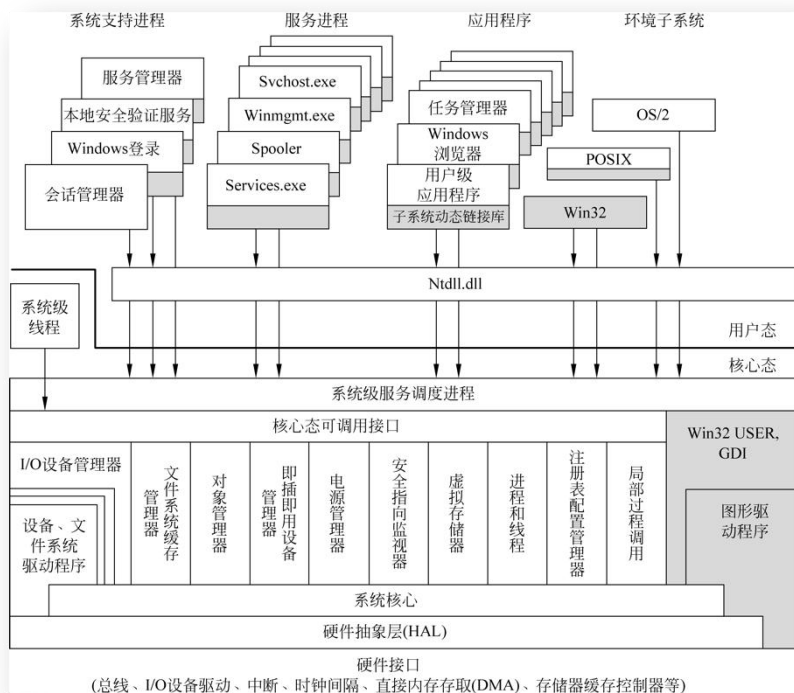 系统支持进程
服务进程
应用程序
环境子系统
服务管理器
本地安全验证服务
Windows登录
会话管理器
Svchost.exe
Winmgmt.exe
Spooler
Services.exe
任务管理器
Windows
浏览器
用户级
应用程序
子系统动态链接库
OS/2
POSIX
Win32
Ntdll.dll
系统级
线程
用户态
核心态
系统级服务调度进程
核心态可调用接口
Win32 USER,
GDI
I/O设备管理器
设备、文
件系统
驱动程序
文件系统缓存
管理器
对象管理器
即插即用设备
管理器
电源管理器
安全指向监视器
虚拟存储器
进程和线程
注册表配置管理器
局部过程调用
图形驱
动程序
系统核心
硬件抽象层(HAL)
硬件接口
(总线、I/O设备驱动、中断、时钟间隔、直接内存存取(DMA)、存储器缓存控制器等)